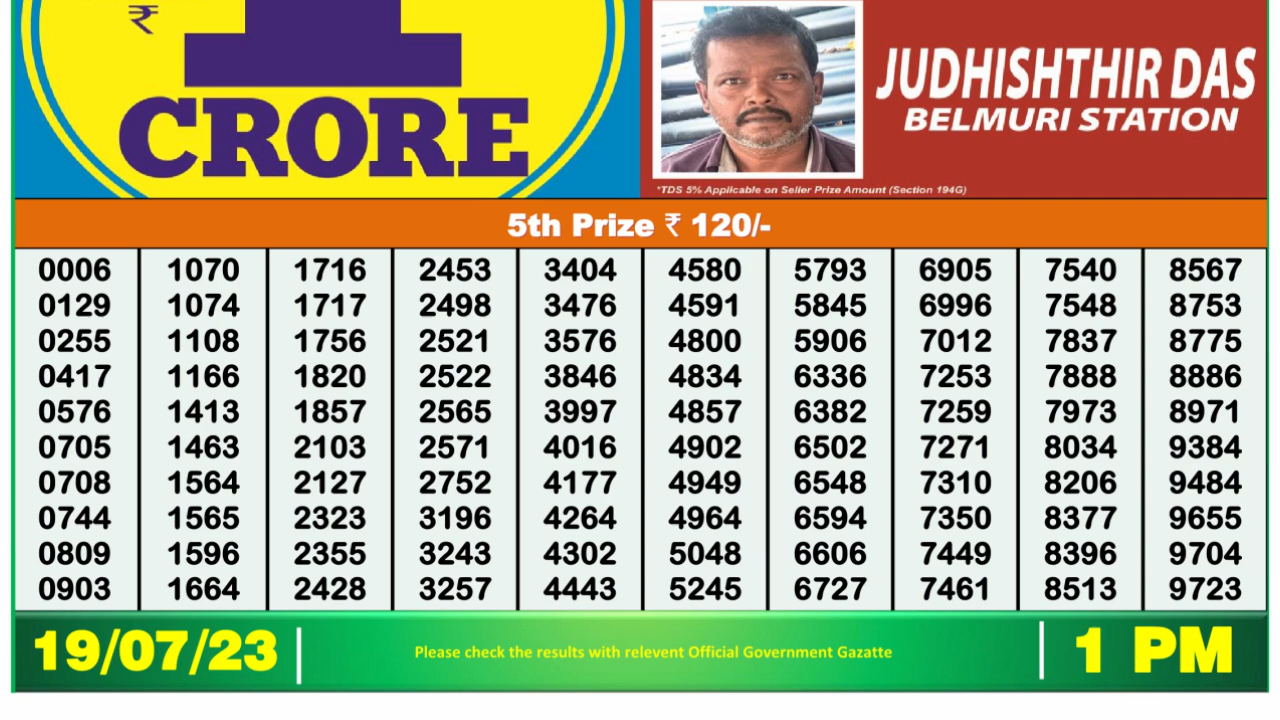 ₹
1
CRORE
JUDHISHTHIR DAS
BELMURI STATION
*TDS 5% Applicable on Seller Prize Amount (Section 194G)
5th Prize ₹ 120/-
0006 1070 1716 2453 3404 4580 5793 6905 7540 8567
0129 1074 1717 2498 3476 4591 5845 6996 7548 8753
0255 1108 1756 2521 3576 4800 5906 7012 7837 8775
0417 1166 1820 2522 3846 4834 6336 7253 7888 8886
0576 1413 1857 2565 3997 4857 6382 7259 7973 8971
0705 1463 2103 2571 4016 4902 6502 7271 8034 9384
0708 1564 2127 2752 4177 4949 6548 7310 8206 9484
0744 1565 2323 3196 4264 4964 6594 7350 8377 9655
0809 1596 2355 3243 4302 5048 6606 7449 8396 9704
0903 1664 2428 3257 4443 5245 6727 7461 8513 9723
19/07/23
Please check the results with relevent Official Government Gazatte
1 PM